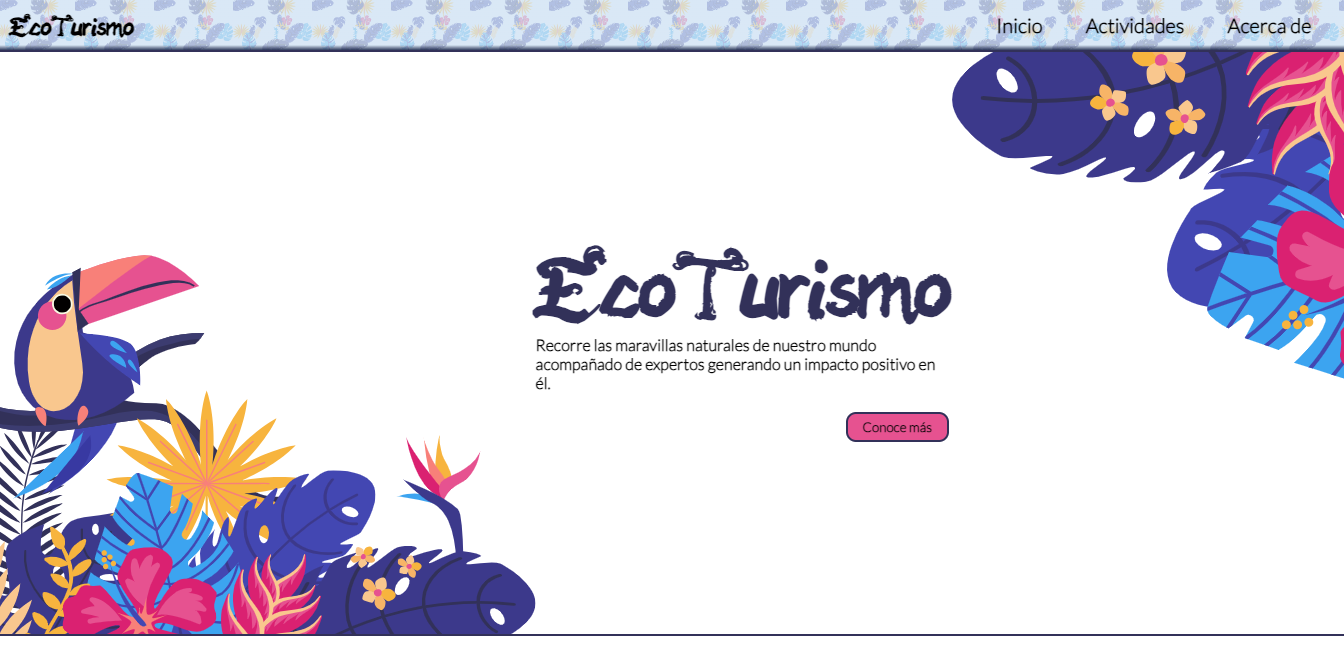 EcoTurismo
Inicio Actividades Acerca de
EcoTurismo
Recorre las maravillas naturales de nuestro mundo
acompañado de expertos generando un impacto positivo en
él.
Conoce más